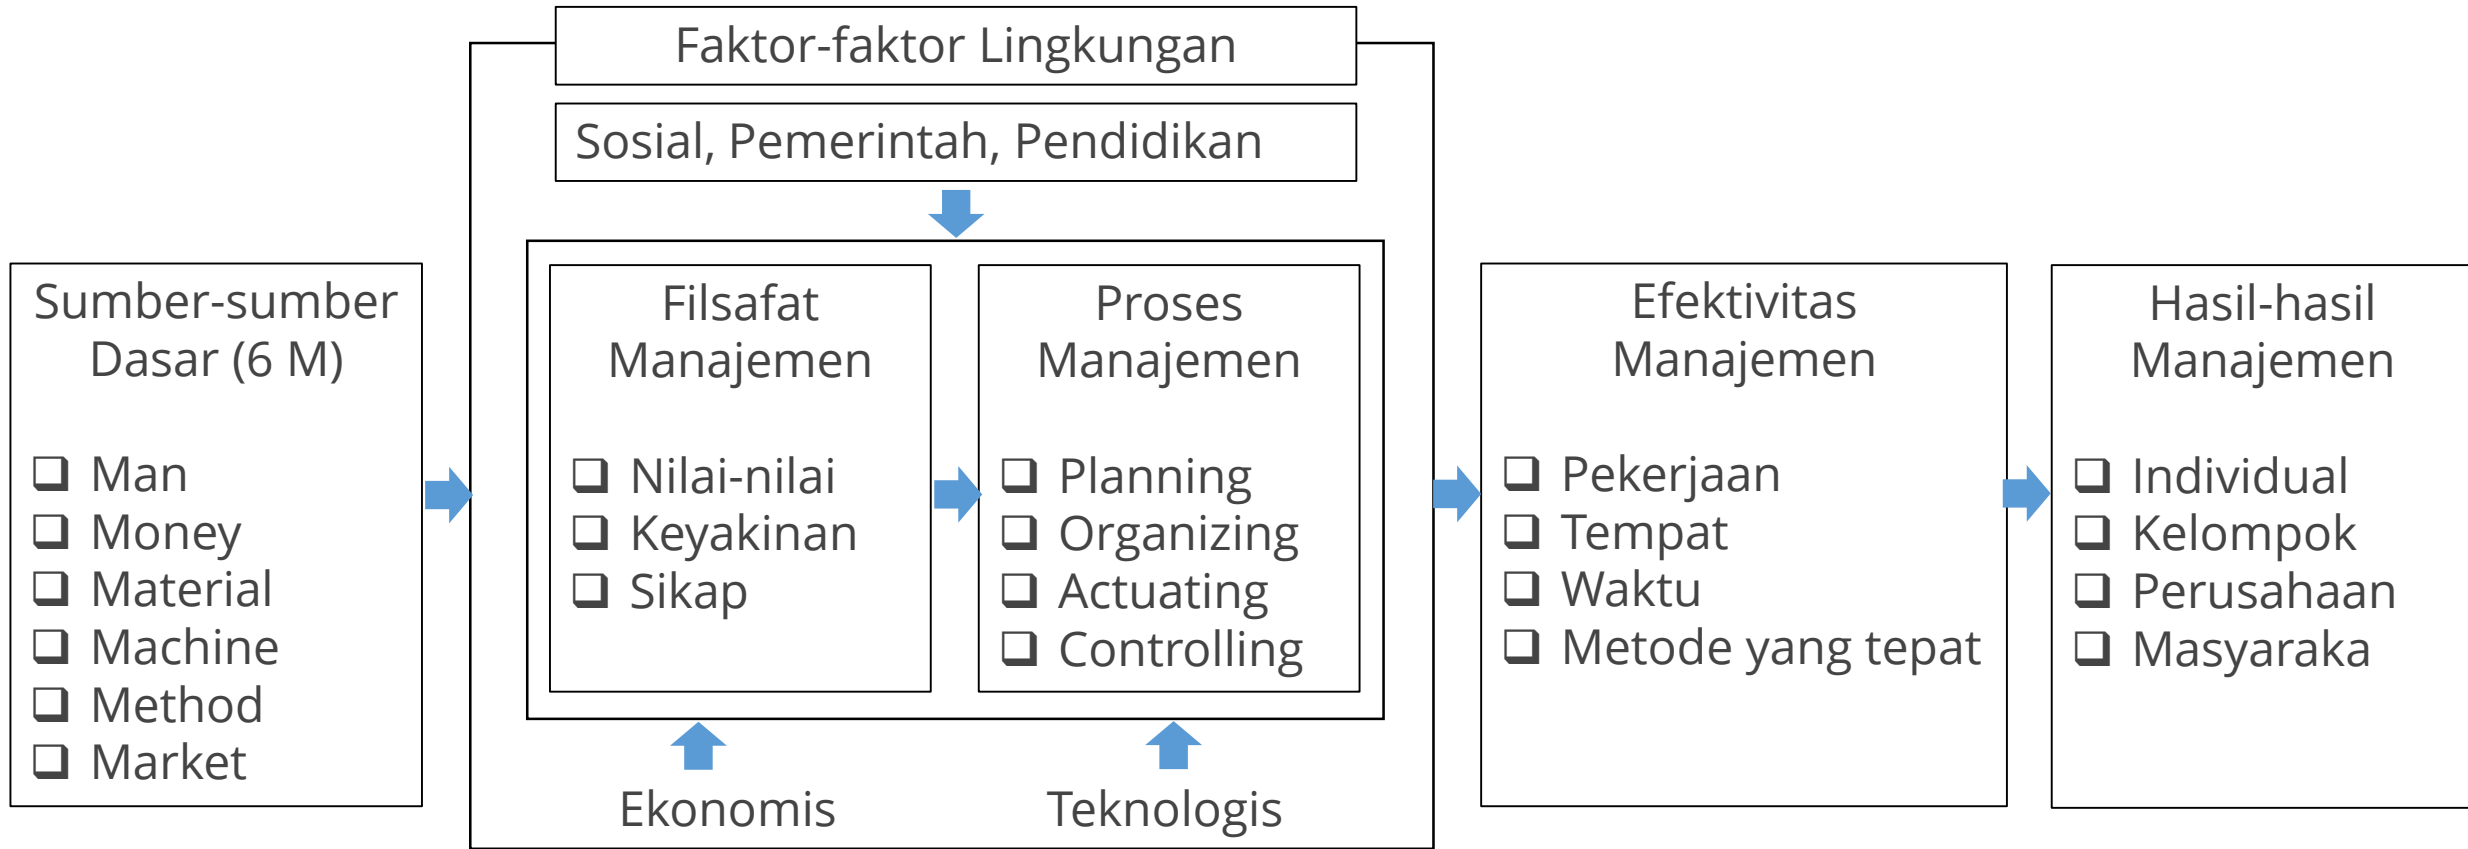 Faktor-faktor Lingkungan
Sosial, Pemerintah, Pendidikan
Sumber-sumber
Dasar (6 M)
❑ Man
❑ Money
❑ Material
❑ Machine
❑ Method
❑ Market
Filsafat
Manajemen
❑ Nilai-nilai
❑ Keyakinan
❑ Sikap
Proses
Manajemen
❑ Planning
❑ Organizing
❑ Actuating
❑ Controlling
Ekonomis
Teknologis
Efektivitas
Manajemen
❑ Pekerjaan
❑ Tempat
❑ Waktu
❑ Metode yang tepat
Hasil-hasil
Manajemen
❑ Individual
❑ Kelompok
❑ Perusahaan
❑ Masyaraka